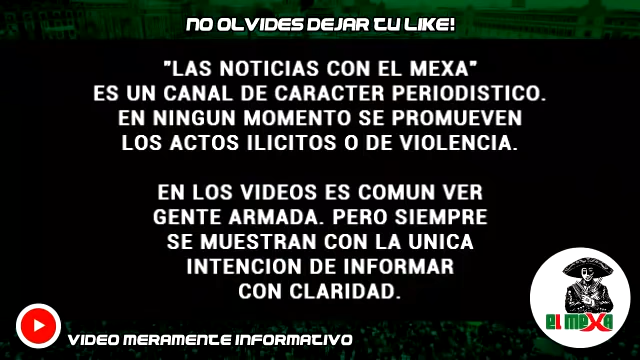 NO OLVIDES DEJAR TU LIKE!
"LAS NOTICIAS CON EL MEXA"
ES UN CANAL DE CARACTER PERIODISTICO.
EN NINGUN MOMENTO SE PROMUEVEN
LOS ACTOS ILICITOS O DE VIOLENCIA.
EN LOS VIDEOS ES COMUN VER
GENTE ARMADA. PERO SIEMPRE
SE MUESTRAN CON LA UNICA
INTENCION DE INFORMAR
CON CLARIDAD.
EL MEXA
VIDEO MERAMENTE INFORMATIVO